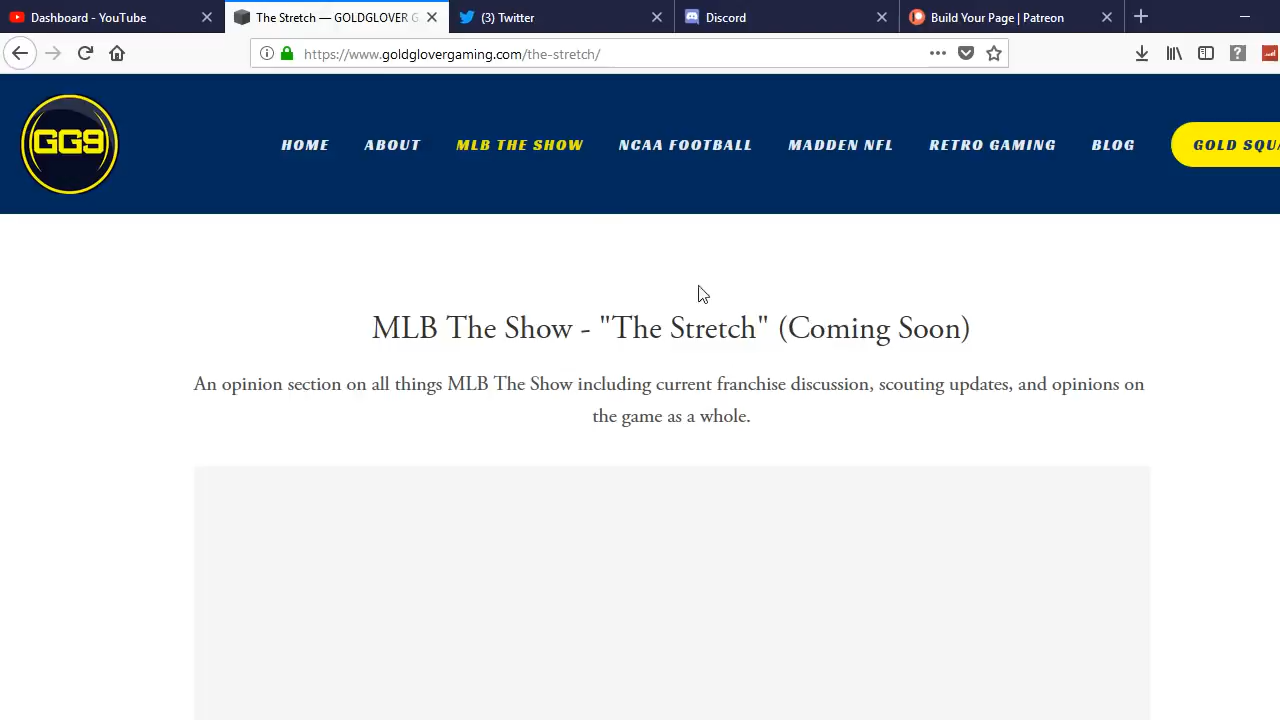 Dashboard - YouTube
The Stretch — GOLDGLOVER G
(3) Twitter
Discord
Build Your Page | Patreon
https://www.goldglovergaming.com/the-stretch/
GG9
HOME
ABOUT
MLB THE SHOW
NCAA FOOTBALL
MADDEN NFL
RETRO GAMING
BLOG
GOLD SQUA
MLB The Show - "The Stretch" (Coming Soon)
An opinion section on all things MLB The Show including current franchise discussion, scouting updates, and opinions on
the game as a whole.